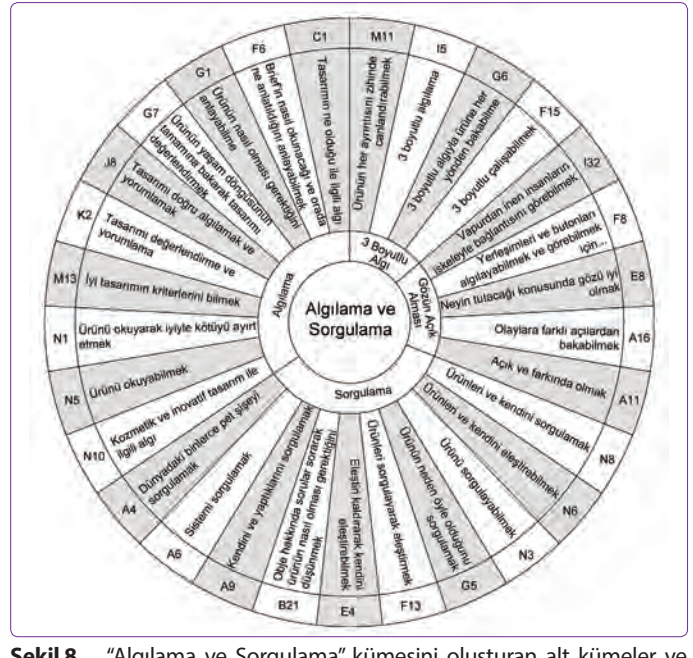 C1
Tasarımın ne olduğu ile ilgili algı
M11
Ürünün her ayrıntısını zihinde
canlandırabilmek
I5
3 boyutlu algılama
G6
3 boyutlu algıyla ürüne her
yönden bakabilme
F15
3 boyutlu çalışabilmek
I32
Vapurdan inen insanların
iskeleyle bağlantısını görebilmek
F8
Yerleşimleri ve butonları
algılayabilmek ve görebilmek
için...
E8
Neyin tutacağı konusunda gözü iyi
olmak
A16
Olaylara farklı açılardan
bakabilmek
A11
Açık ve farkında olmak
N8
Ürünleri ve kendini sorgulamak
N6
Ürünleri ve kendini eleştirebilmek
N3
Ürünü sorgulayabilmek
G5
Ürünün neden öyle olduğunu
sorgulamak
F13
Ürünleri sorgulayarak eleştirmek
E4
Eleştiri kaldırarak kendini
eleştirebilmek
B21
Obje hakkında sorular sorarak
ürünün nasıl olması gerektiğini
düşünmek
A9
Kendini ve yaptıklarını sorgulamak
A6
Sistemi sorgulamak
A4
Dünyadaki binlerce pet şişeyi
sorgulamak
N10
Kozmetik ve inovatif tasarım ile
ilgili algı
N5
Ürünü okuyabilmek
N1
Ürünü okuyarak iyiyle kötüyü ayırt
etmek
M13
İyi tasarımın kriterlerini bilmek
K2
Tasarımı değerlendirme ve
yorumlama
J8
Tasarımı doğru algılamak ve
yorumlamak
G7
Ürünün yaşam döngüsünün
tamamına bakarak tasarımı
değerlendirmek
G1
Ürünün nasıl olması gerektiğini
anlayabilme
F6
Brief'in nasıl okunacağı ve orada
ne anlatıldığını anlayabilmek
Algılama
3 Boyutlu
Algı
Gözün Açık
Olması
Sorgulama
Algılama ve
Sorgulama
Şekil 8. "Algılama ve Sorgulama" kümesini oluşturan alt kümeler ve